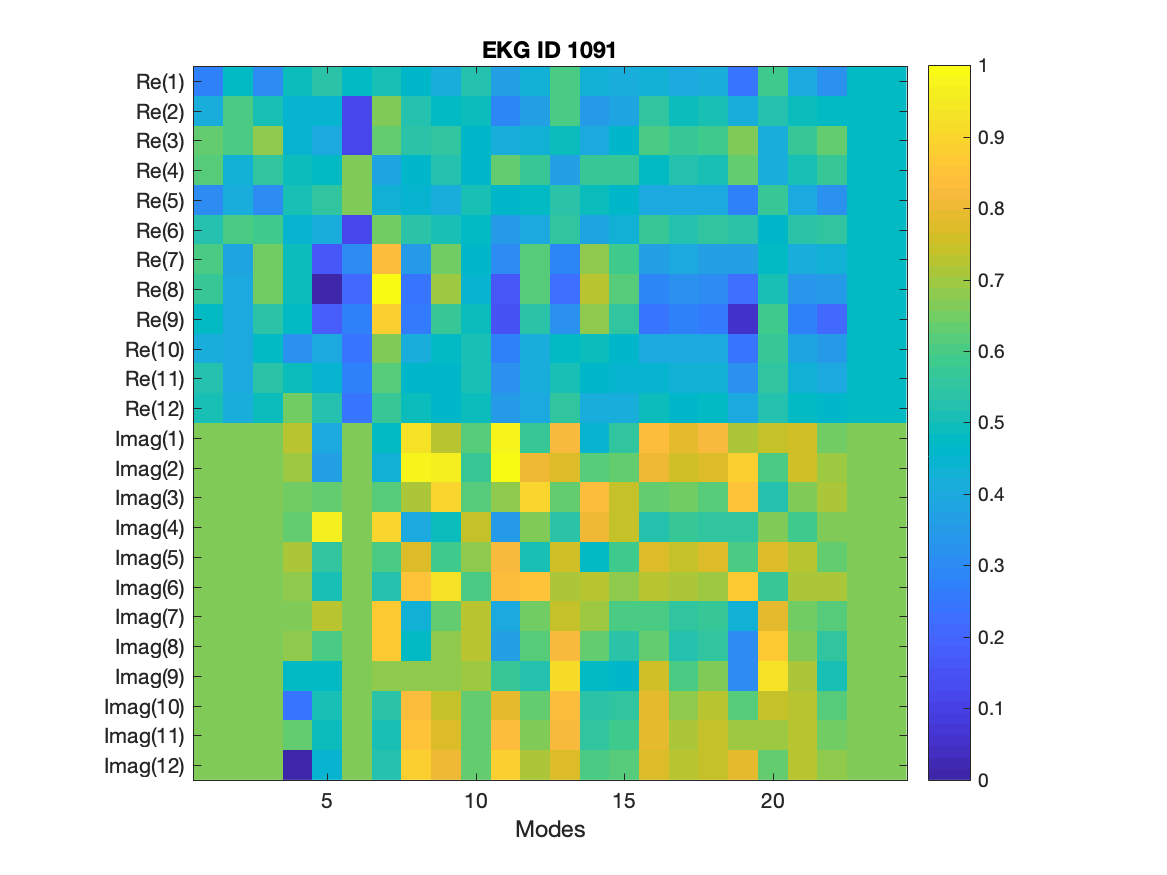 EKG ID 1091
Re(1)
Re(2)
Re(3)
Re(4)
Re(5)
Re(6)
Re(7)
Re(8)
Re(9)
Re(10)
Re(11)
Re(12)
Imag(1)
Imag(2)
Imag(3)
Imag(4)
Imag(5)
Imag(6)
Imag(7)
Imag(8)
Imag(9)
Imag(10)
Imag(11)
Imag(12)
5 10 15 20
Modes
1
0.9
0.8
0.7
0.6
0.5
0.4
0.3
0.2
0.1
0